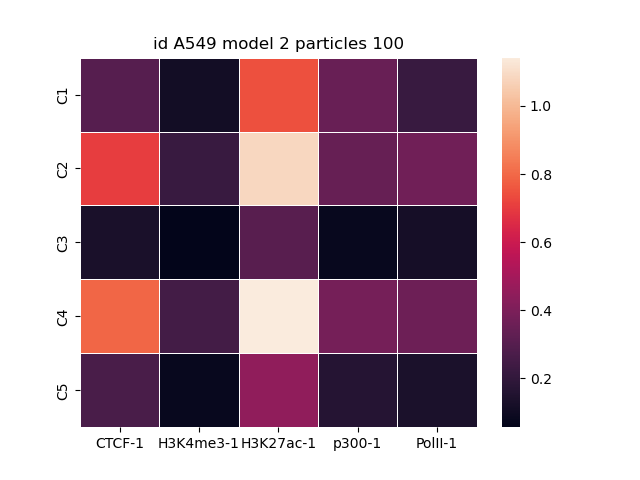 id A549 model 2 particles 100
C1
C2
C3
C4
C5
CTCF-1 H3K4me3-1 H3K27ac-1 p300-1 PolII-1
1.0
0.8
0.6
0.4
0.2